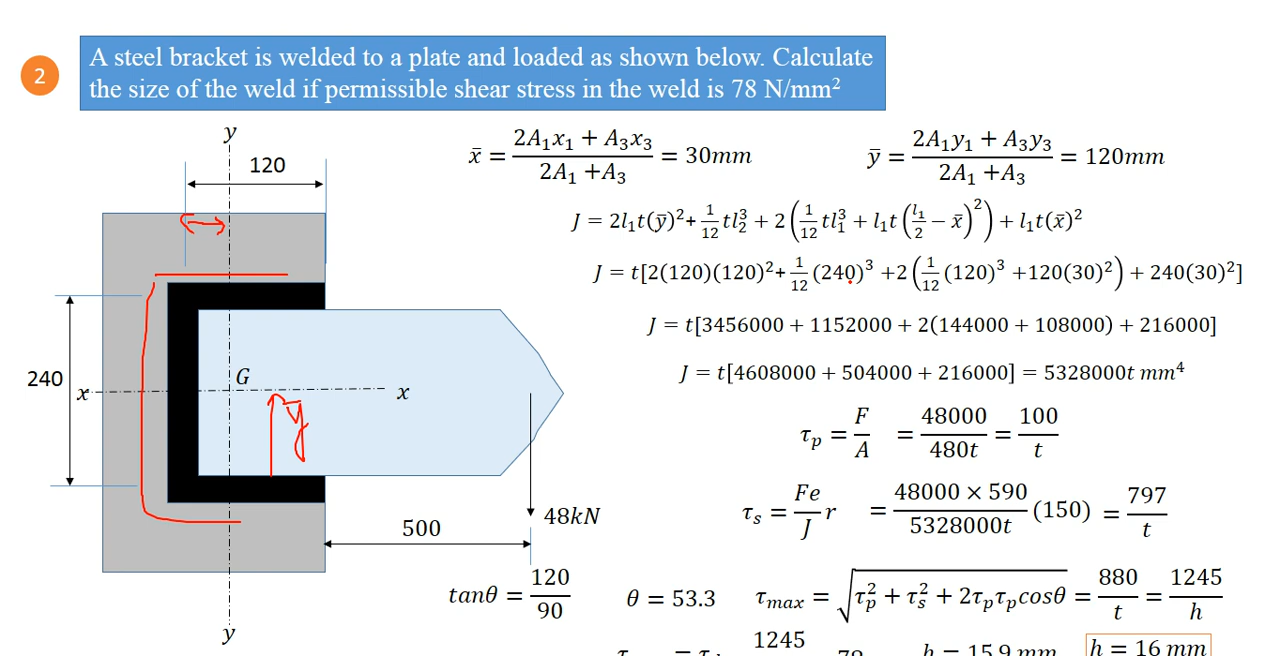 2
A steel bracket is welded to a plate and loaded as shown below. Calculate
the size of the weld if permissible shear stress in the weld is 78 N/mm²
y
120
240
x
G
x
y
48kN
500
y
x̄ = (2A₁x₁ + A₃x₃)/(2A₁ +A₃) = 30mm
ȳ = (2A₁y₁ + A₃y₃)/(2A₁ +A₃) = 120mm
J = 2l₁t(ȳ)²+ 1/12 tl₂³ + 2(1/12 tl₁³ + l₁t(l₁/2 − x̄)²) + l₁t(x̄)²
J = t[2(120)(120)²+ 1/12 (240)³ +2(1/12 (120)³ +120(30)²) + 240(30)²]
J = t[3456000 + 1152000 + 2(144000 + 108000) + 216000]
J = t[4608000 + 504000 + 216000] = 5328000t mm⁴
τₚ = F/A = 48000/480t = 100/t
τₛ = Fe/J r = (48000 × 590)/5328000t (150) = 797/t
tanθ = 120/90
θ = 53.3
τₘₐₓ = √(τₚ² + τₛ² + 2τₚτₚcosθ) = 880/t = 1245/h
1245
h = 15.9 mm
h = 16 mm